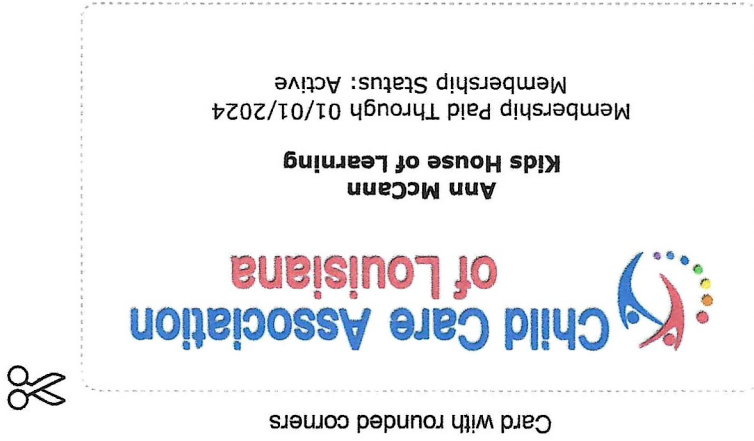 Card with rounded corners
Child Care Association
of Louisiana
Ann McCann
Kids House of Learning
Membership Paid Through 01/01/2024
Membership Status: Active